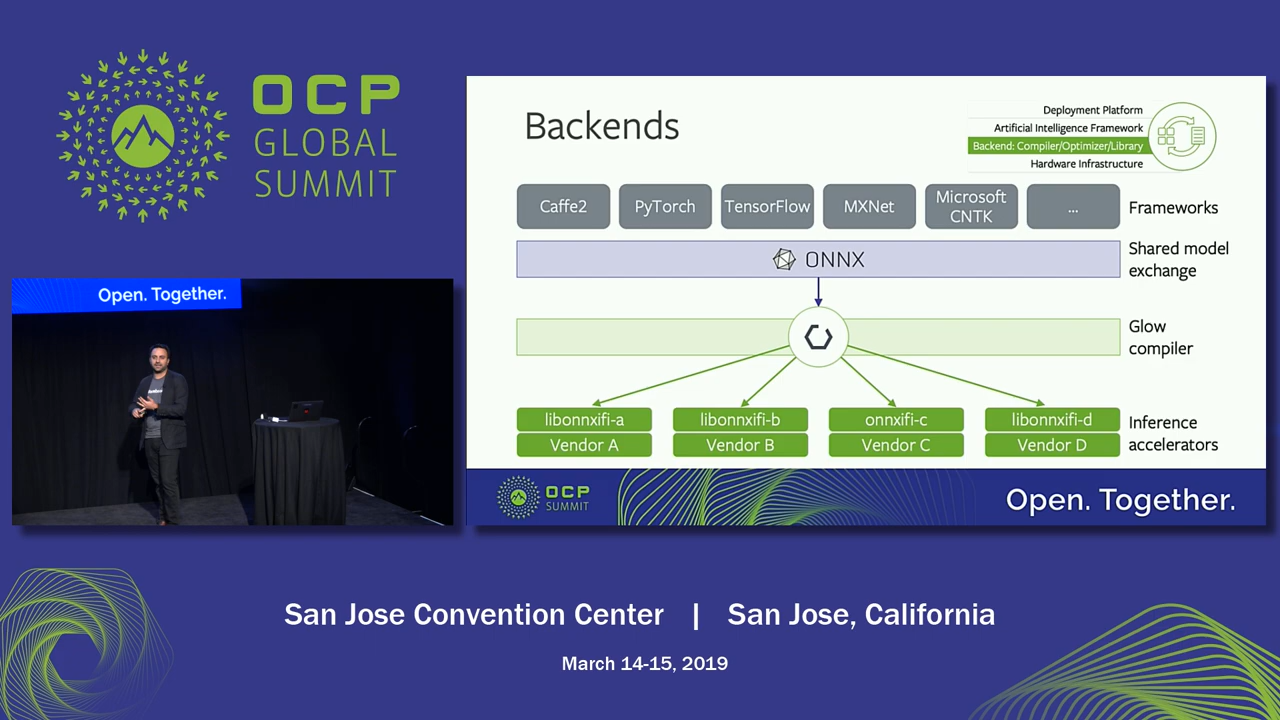 OCP
GLOBAL
SUMMIT
Open. Together.
Backends
Deployment Platform
Artificial Intelligence Framework
Backend: Compiler/Optimizer/Library
Hardware Infrastructure
Caffe2
PyTorch
TensorFlow
MXNet
Microsoft
CNTK
...
Frameworks
ONNX
Shared model
exchange
Glow
compiler
libonnxifi-a
libonnxifi-b
onnxifi-c
libonnxifi-d
Vendor A
Vendor B
Vendor C
Vendor D
Inference
accelerators
OCP
SUMMIT
Open. Together.
San Jose Convention Center | San Jose, California
March 14-15, 2019